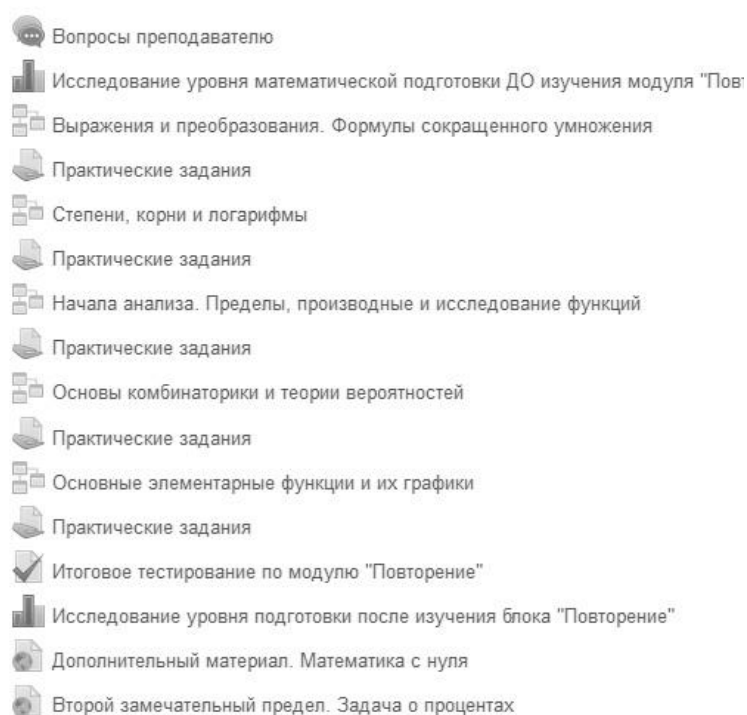 Вопросы преподавателю
Исследование уровня математической подготовки ДО изучения модуля "Пов
Выражения и преобразования. Формулы сокращенного умножения
Практические задания
Степени, корни и логарифмы
Практические задания
Начала анализа. Пределы, производные и исследование функций
Практические задания
Основы комбинаторики и теории вероятностей
Практические задания
Основные элементарные функции и их графики
Практические задания
Итоговое тестирование по модулю "Повторение"
Исследование уровня подготовки после изучения блока "Повторение"
Дополнительный материал. Математика с нуля
Второй замечательный предел. Задача о процентах